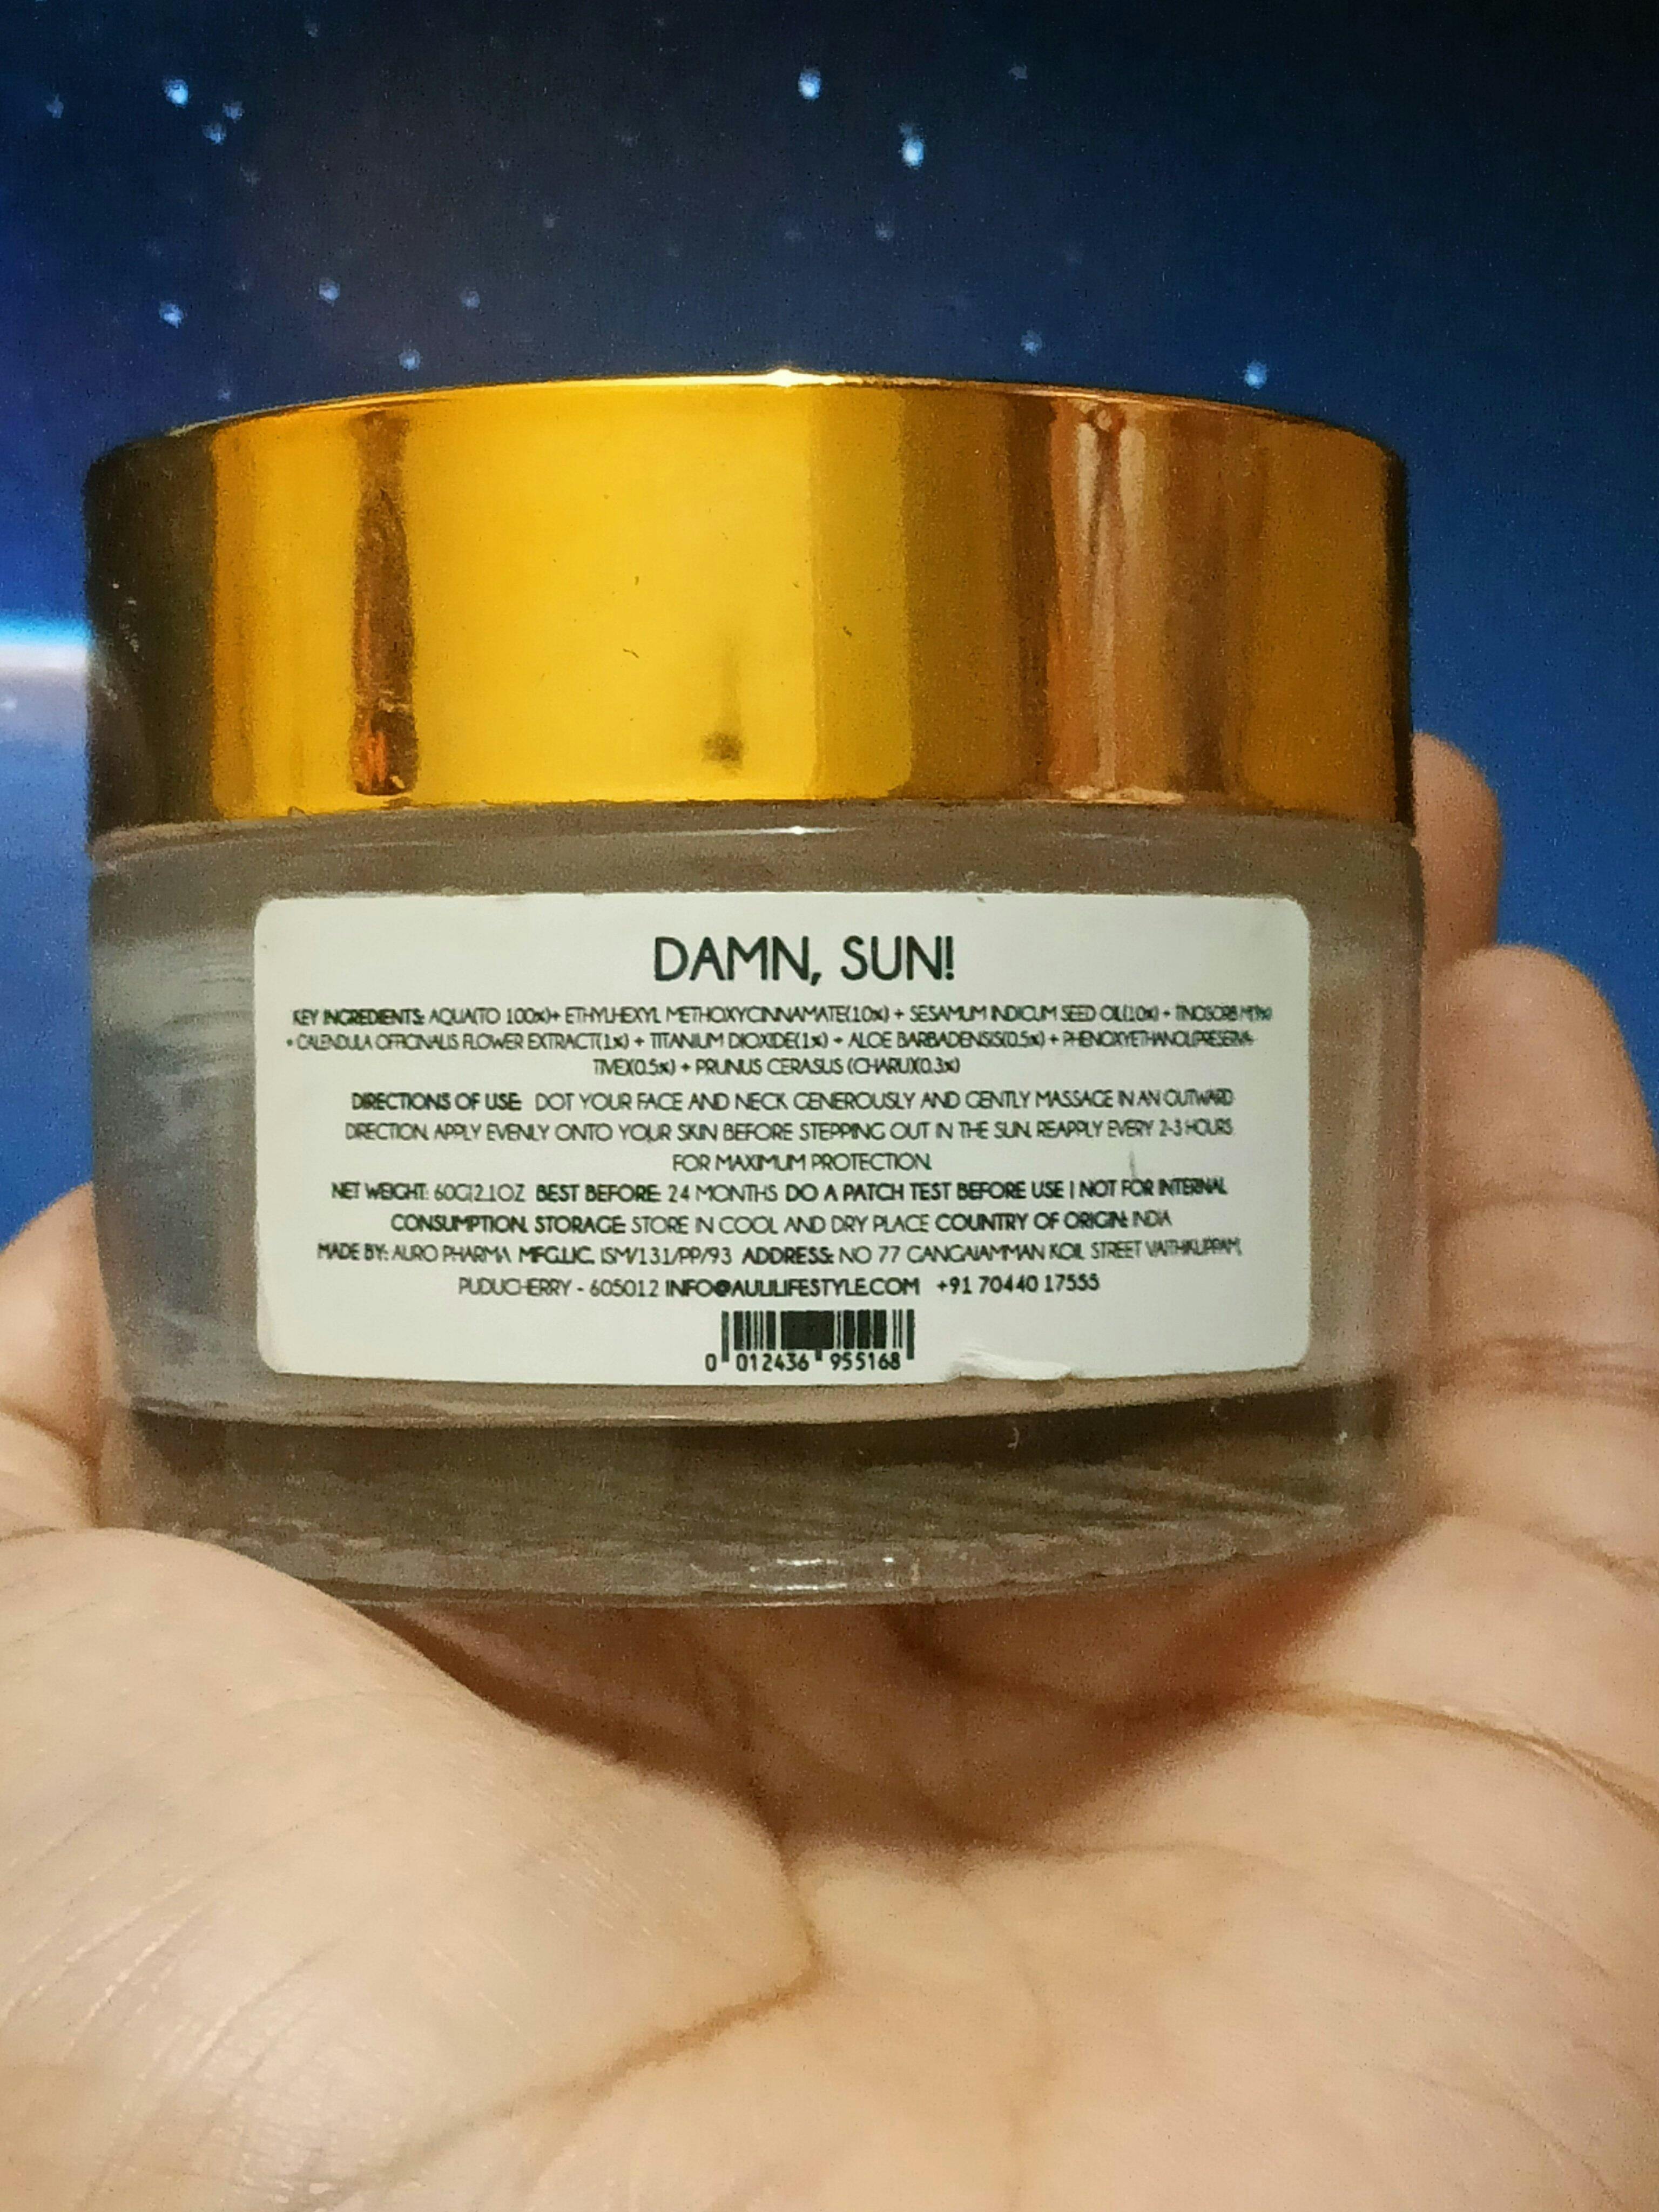 DAMN, SUN!
KEY INGREDIENTS: AQUA(TO 100%)+ ETHYLHEXYL METHOXYCINNAMATE(10%) + SESAMUM INDICUM SEED OIL(10%) + TINOSORB
+ CALENDULA OFFICINALIS FLOWER EXTRACT(1%) + TITANIUM DIOXIDE(1%) + ALOE BARBADENSIS(0.5%) + PHENOXYETHANOL(PRESERVA-
TIVE)(0.5%) + PRUNUS CERASUS (CHARU)(0.3%)
DIRECTIONS OF USE: DOT YOUR FACE AND NECK GENEROUSLY AND GENTLY MASSAGE IN AN OUTWARD
DIRECTION. APPLY EVENLY ONTO YOUR SKIN BEFORE STEPPING OUT IN THE SUN. REAPPLY EVERY 2-3 HOURS
FOR MAXIMUM PROTECTION.
NET WEIGHT: 60G|2.1OZ BEST BEFORE: 24 MONTHS DO A PATCH TEST BEFORE USE | NOT FOR INTERNAL
CONSUMPTION. STORAGE: STORE IN COOL AND DRY PLACE COUNTRY OF ORIGIN: INDIA
MADE BY: AURO PHARMA MFG.LIC. ISM/131/PP/93 ADDRESS: NO 77 GANGAIAMMAN KOIL STREET VAITHIKUPPAM,
PUDUCHERRY - 605012 INFO@AULILIFESTYLE.COM +91 70440 17555
0 012436 955168